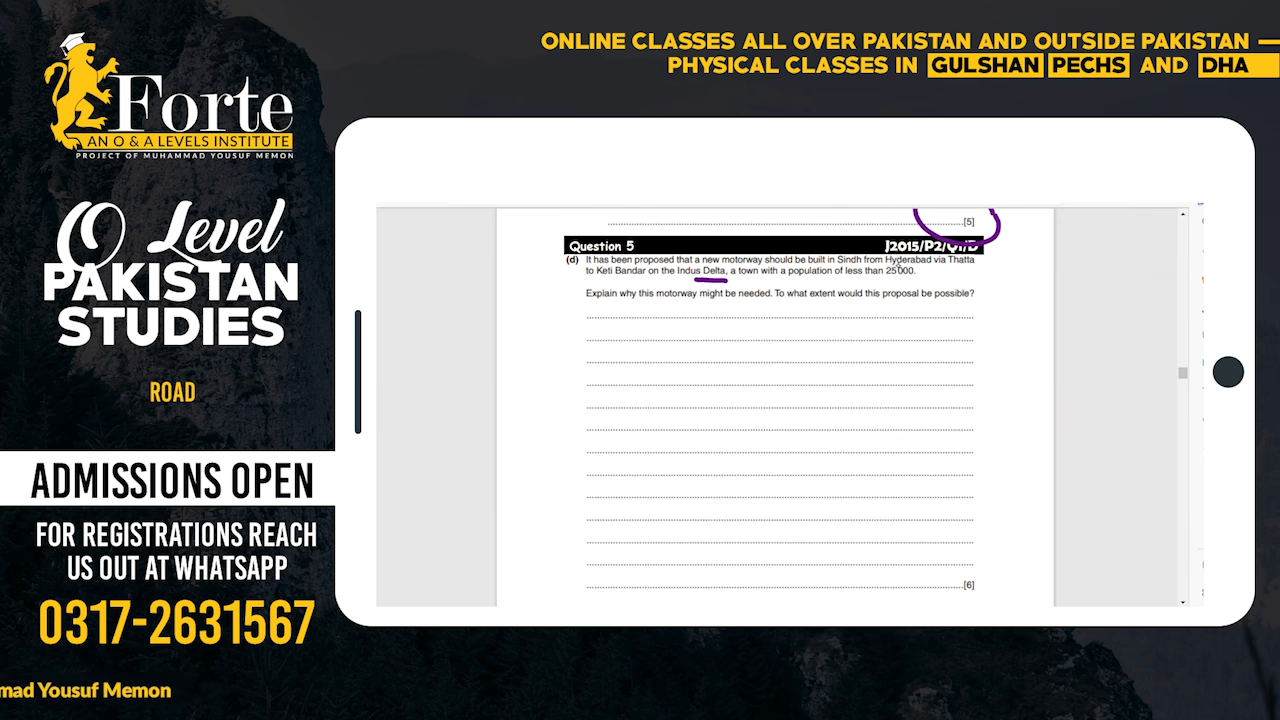 ONLINE CLASSES ALL OVER PAKISTAN AND OUTSIDE PAKISTAN
PHYSICAL CLASSES IN GULSHAN PECHS AND DHA
Forte
AN O & A LEVELS INSTITUTE
PROJECT OF MUHAMMAD YOUSUF MEMON
O Level
PAKISTAN
STUDIES
ROAD
ADMISSIONS OPEN
FOR REGISTRATIONS REACH
US OUT AT WHATSAPP
0317-2631567
mad Yousuf Memon
[5]
Question 5 J2015/P2/Q1/D
(d) It has been proposed that a new motorway should be built in Sindh from Hyderabad via Thatta
to Keti Bandar on the Indus Delta, a town with a population of less than 25 000.
Explain why this motorway might be needed. To what extent would this proposal be possible?
[6]